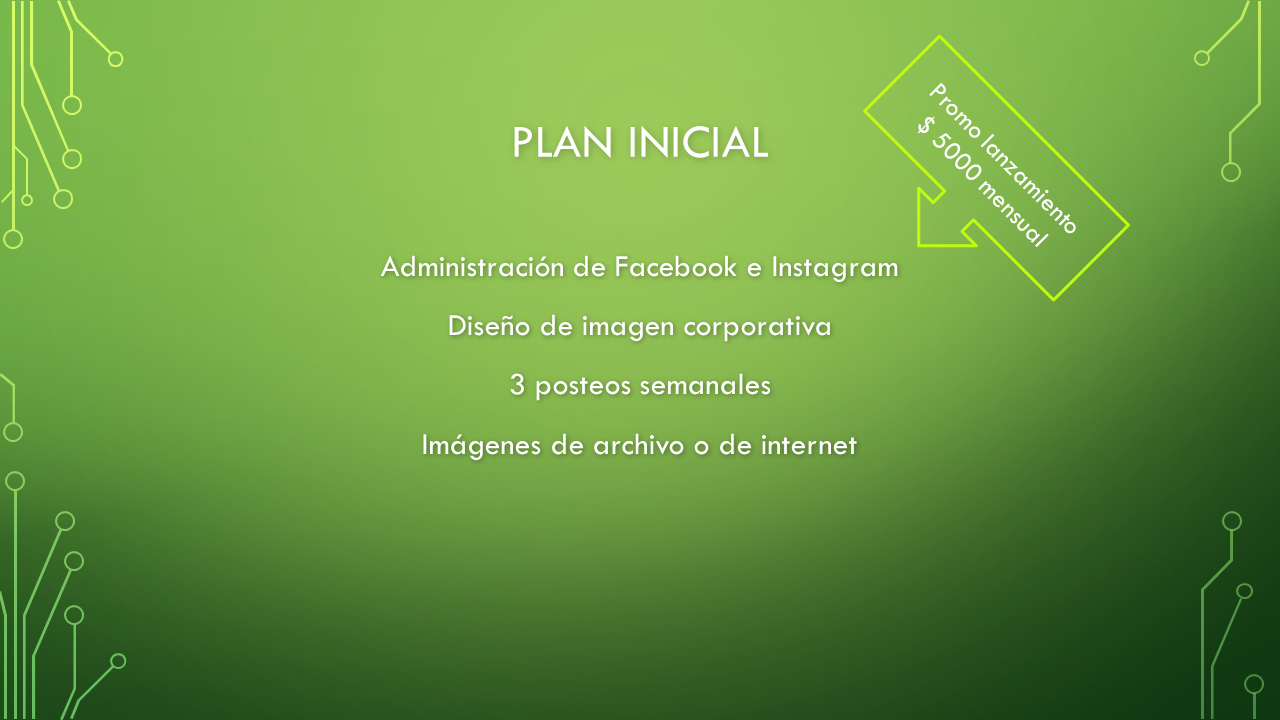 PLAN INICIAL
Promo lanzamiento
$ 5000 mensual
Administración de Facebook e Instagram
Diseño de imagen corporativa
3 posteos semanales
Imágenes de archivo o de internet